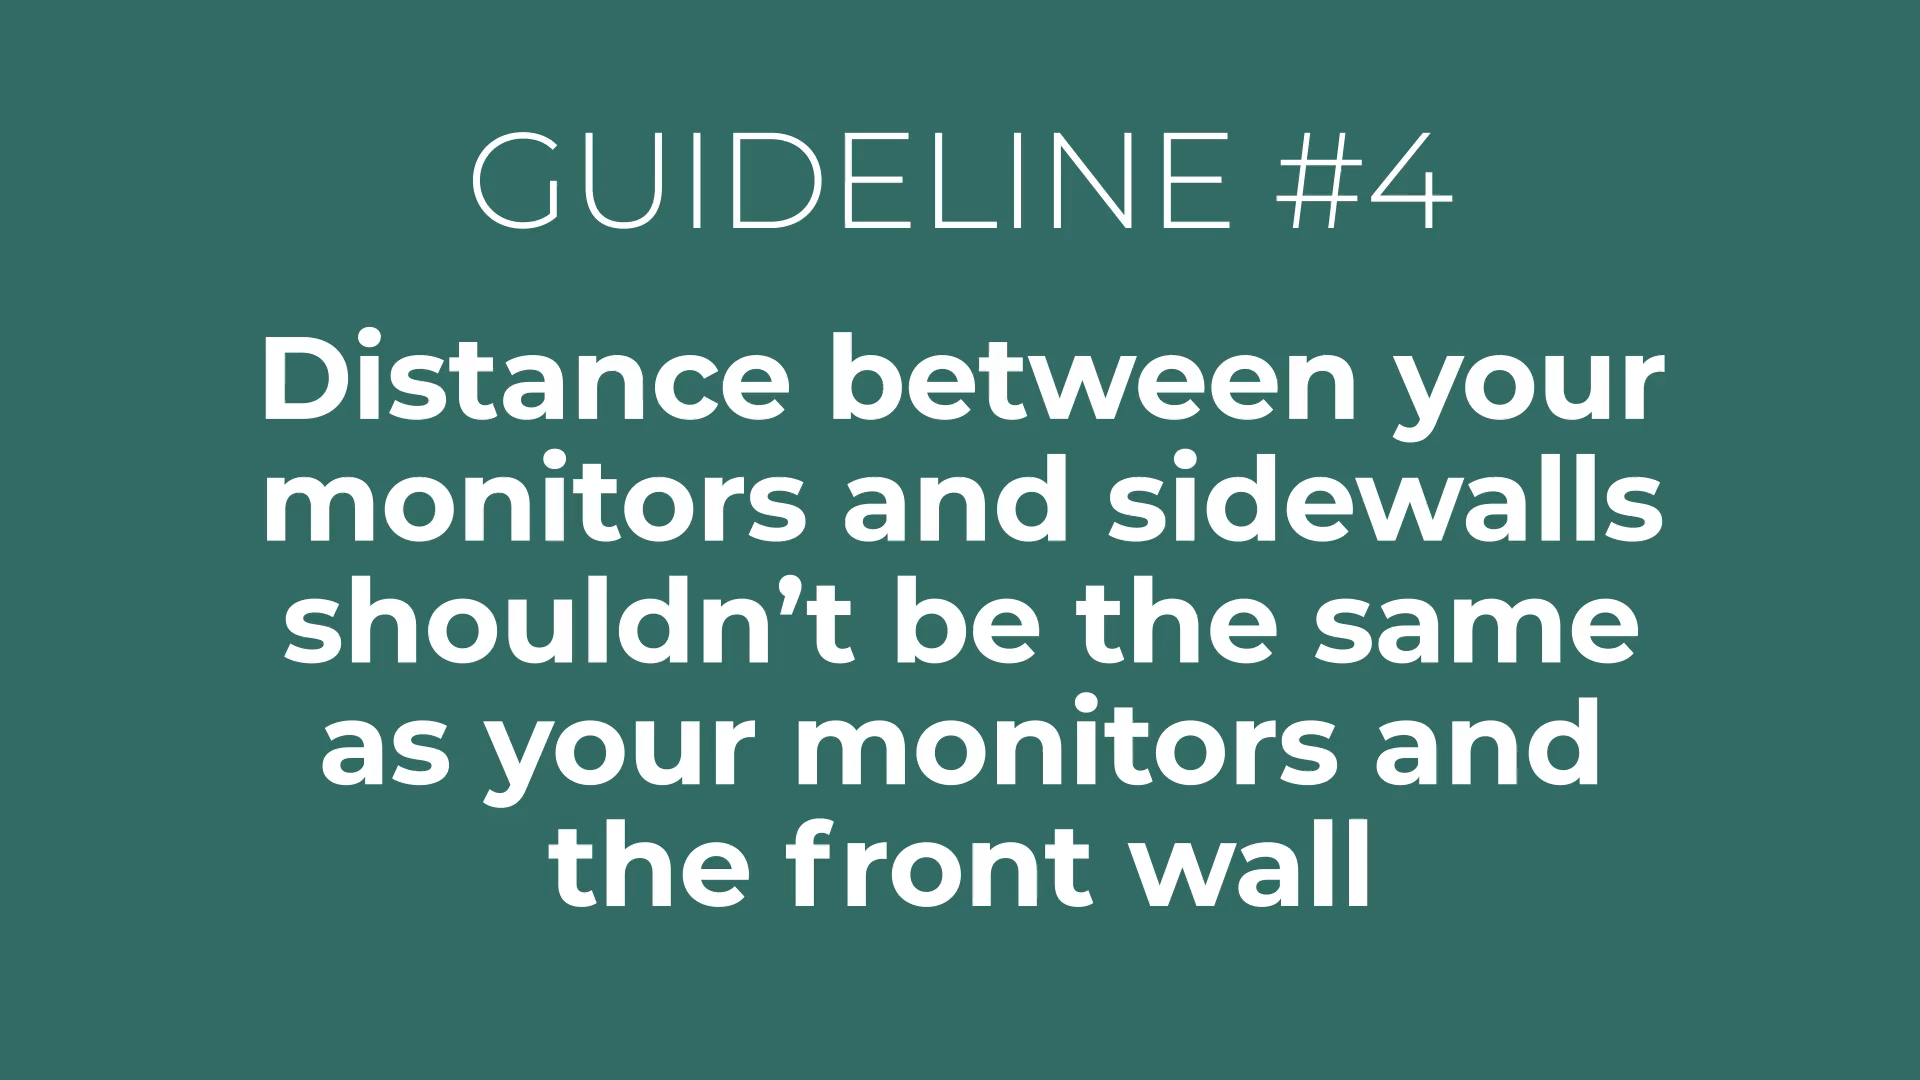 GUIDELINE #4
Distance between your
monitors and sidewalls
shouldn’t be the same
as your monitors and
the front wall